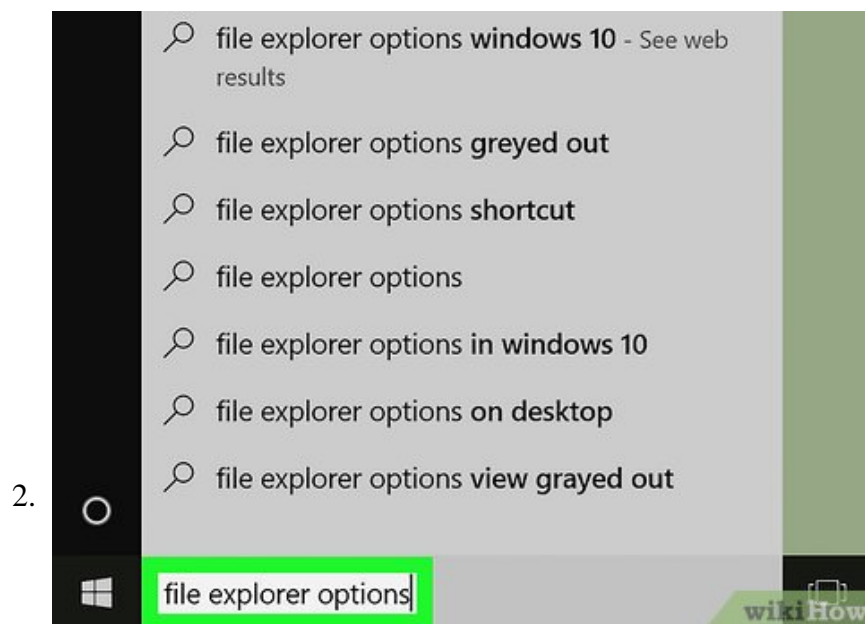 file explorer options windows 10 - See web
results
file explorer options greyed out
file explorer options shortcut
file explorer options
file explorer options in windows 10
file explorer options on desktop
file explorer options view grayed out
2.
file explorer options
wikiHow